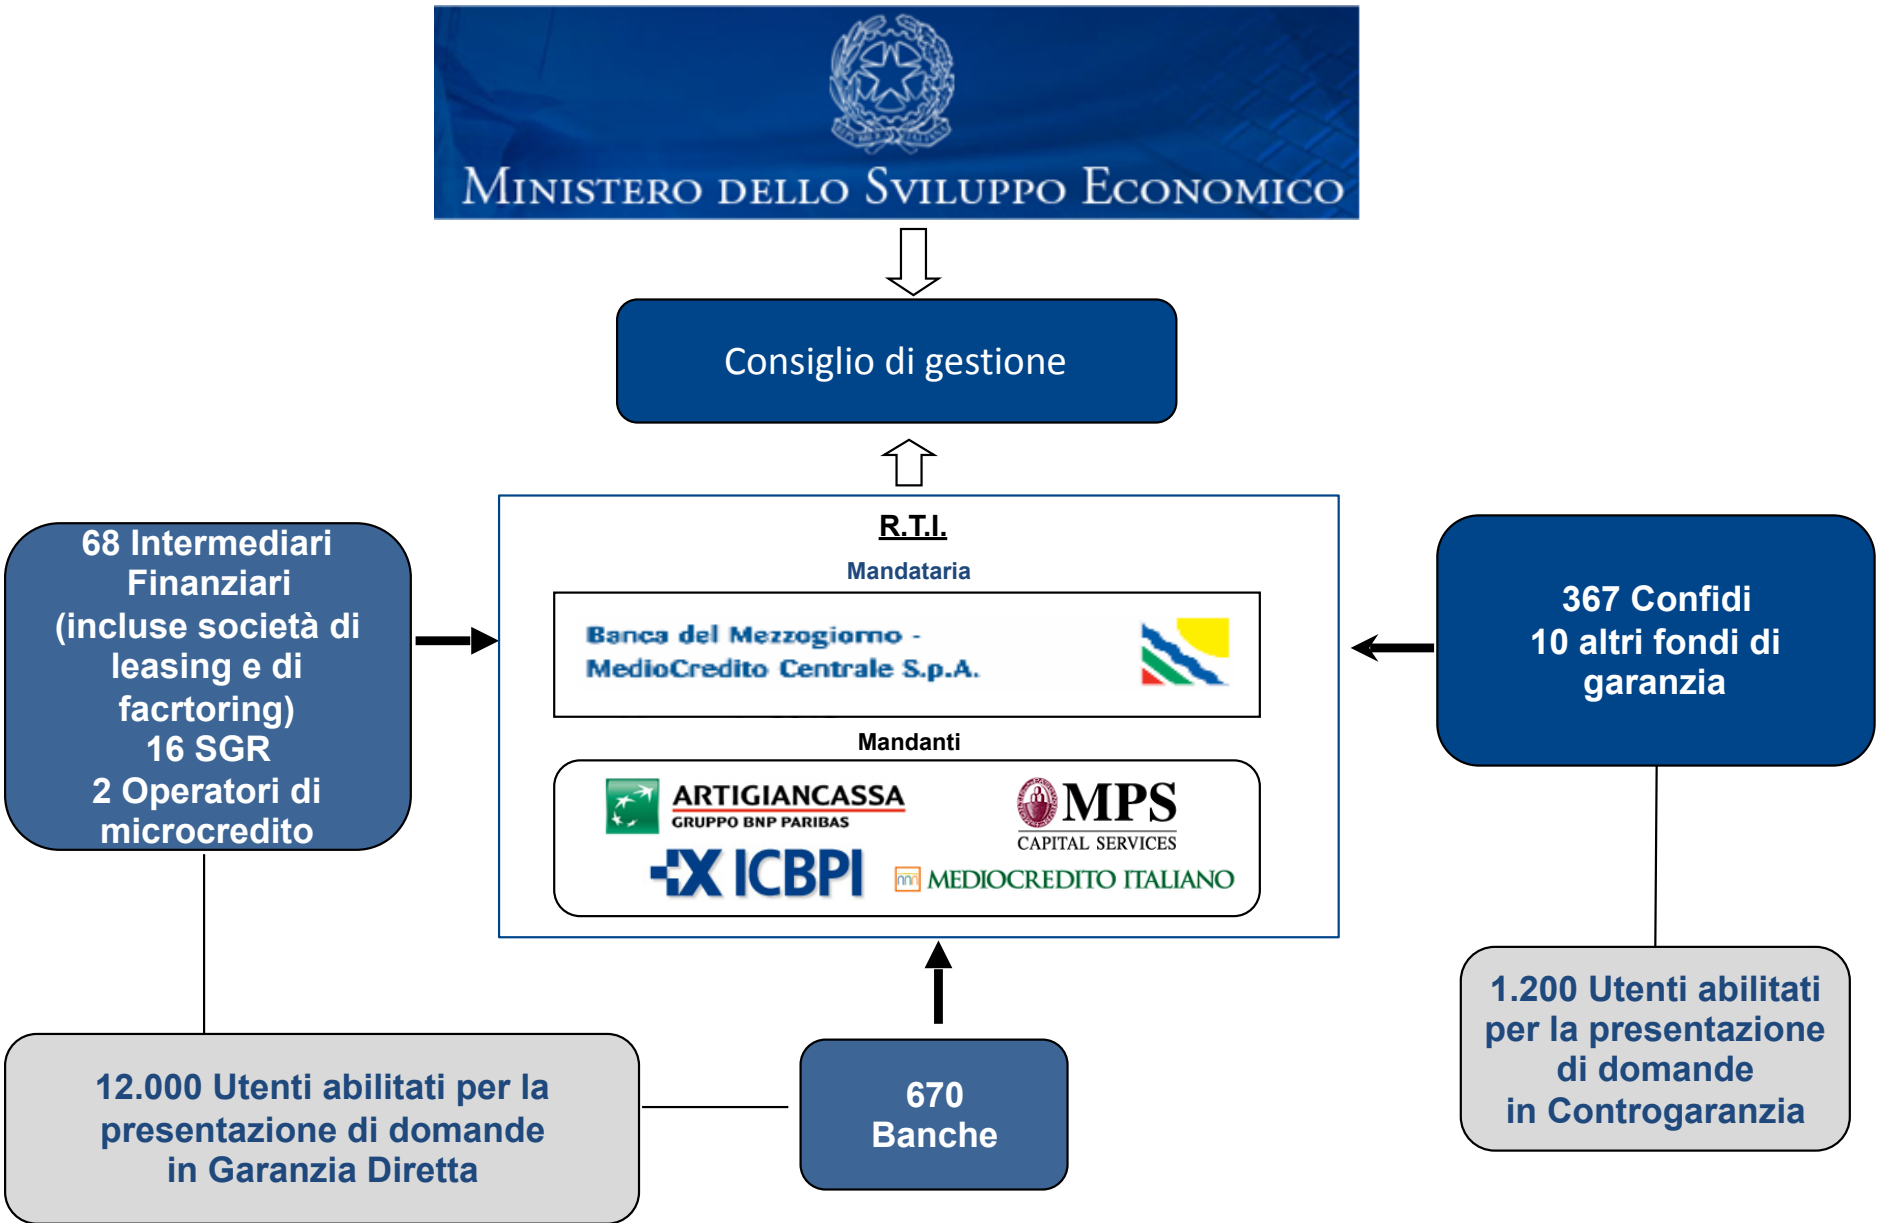 MINISTERO DELLO SVILUPPO ECONOMICO
Consiglio di gestione
R.T.I.
Mandataria
Banca del Mezzogiorno -
MedioCredito Centrale S.p.A.
Mandanti
ARTIGIANCASSA
GRUPPO BNP PARIBAS
MPS
CAPITAL SERVICES
ICBPI
MEDIOCREDITO ITALIANO
68 Intermediari
Finanziari
(incluse società di
leasing e di
facrtoring)
16 SGR
2 Operatori di
microcredito
367 Confidi
10 altri fondi di
garanzia
12.000 Utenti abilitati per la
presentazione di domande
in Garanzia Diretta
670
Banche
1.200 Utenti abilitati
per la presentazione
di domande
in Controgaranzia